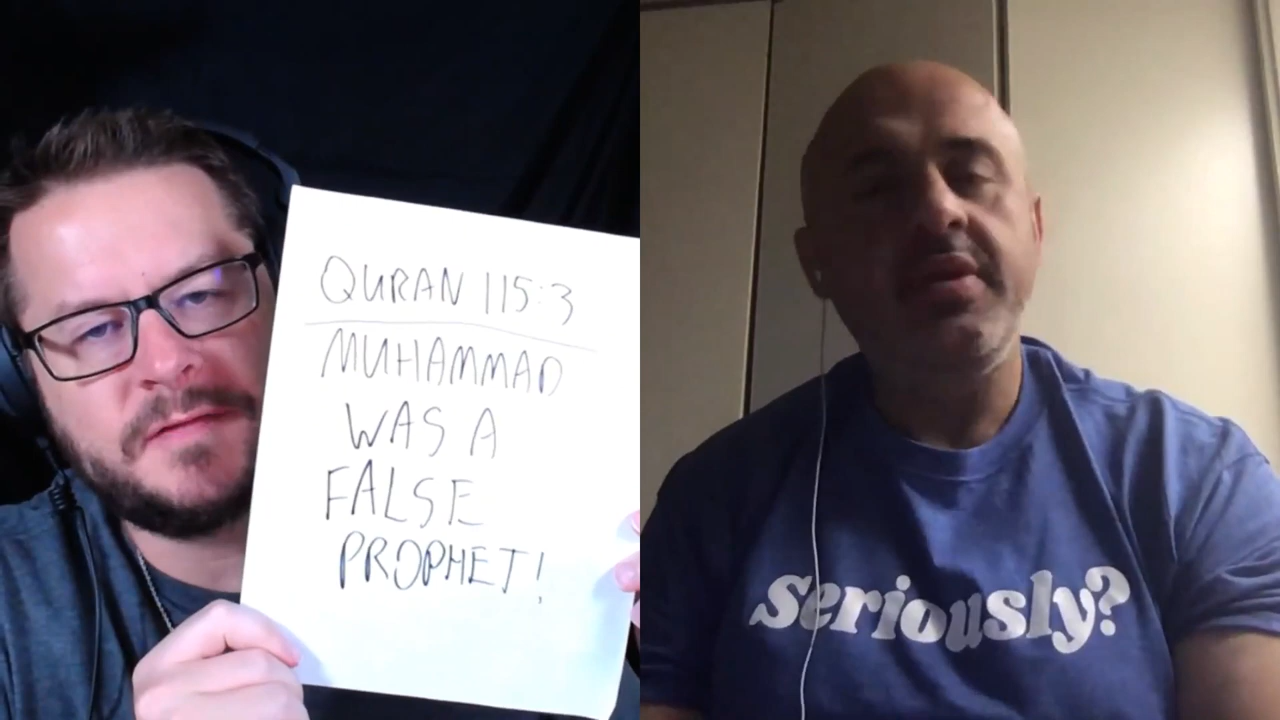 QURAN 115:3
MUHAMMAD
WAS A
FALSE
PROPHET!
Seriously?